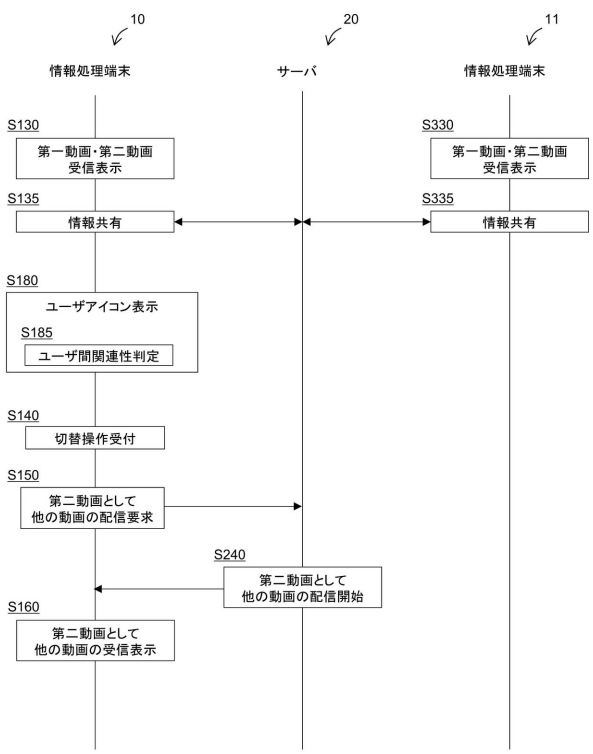 10
20
11
情報処理端末
サーバ
情報処理端末
S130
第一動画・第二動画
受信表示
S330
第一動画・第二動画
受信表示
S135
情報共有
S335
情報共有
S180
ユーザアイコン表示
S185
ユーザ間関連性判定
S140
切替操作受付
S150
第二動画として
他の動画の配信要求
S240
第二動画として
他の動画の配信開始
S160
第二動画として
他の動画の受信表示